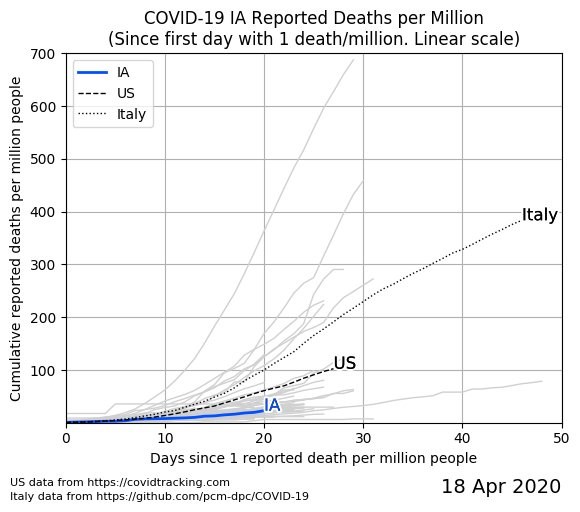 COVID-19 IA Reported Deaths per Million
(Since first day with 1 death/million. Linear scale)
700
600
500
400
300
200
100
IA
US
Italy
Italy
US
IA
0
10
20
30
40
50
Cumulative reported deaths per million people
Days since 1 reported death per million people
US data from https://covidtracking.com
Italy data from https://github.com/pcm-dpc/COVID-19
18 Apr 2020